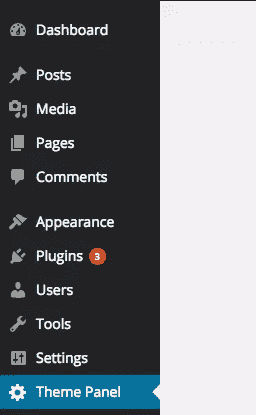 Dashboard
Posts
Media
Pages
Comments
Appearance
Plugins 3
Users
Tools
Settings
Theme Panel